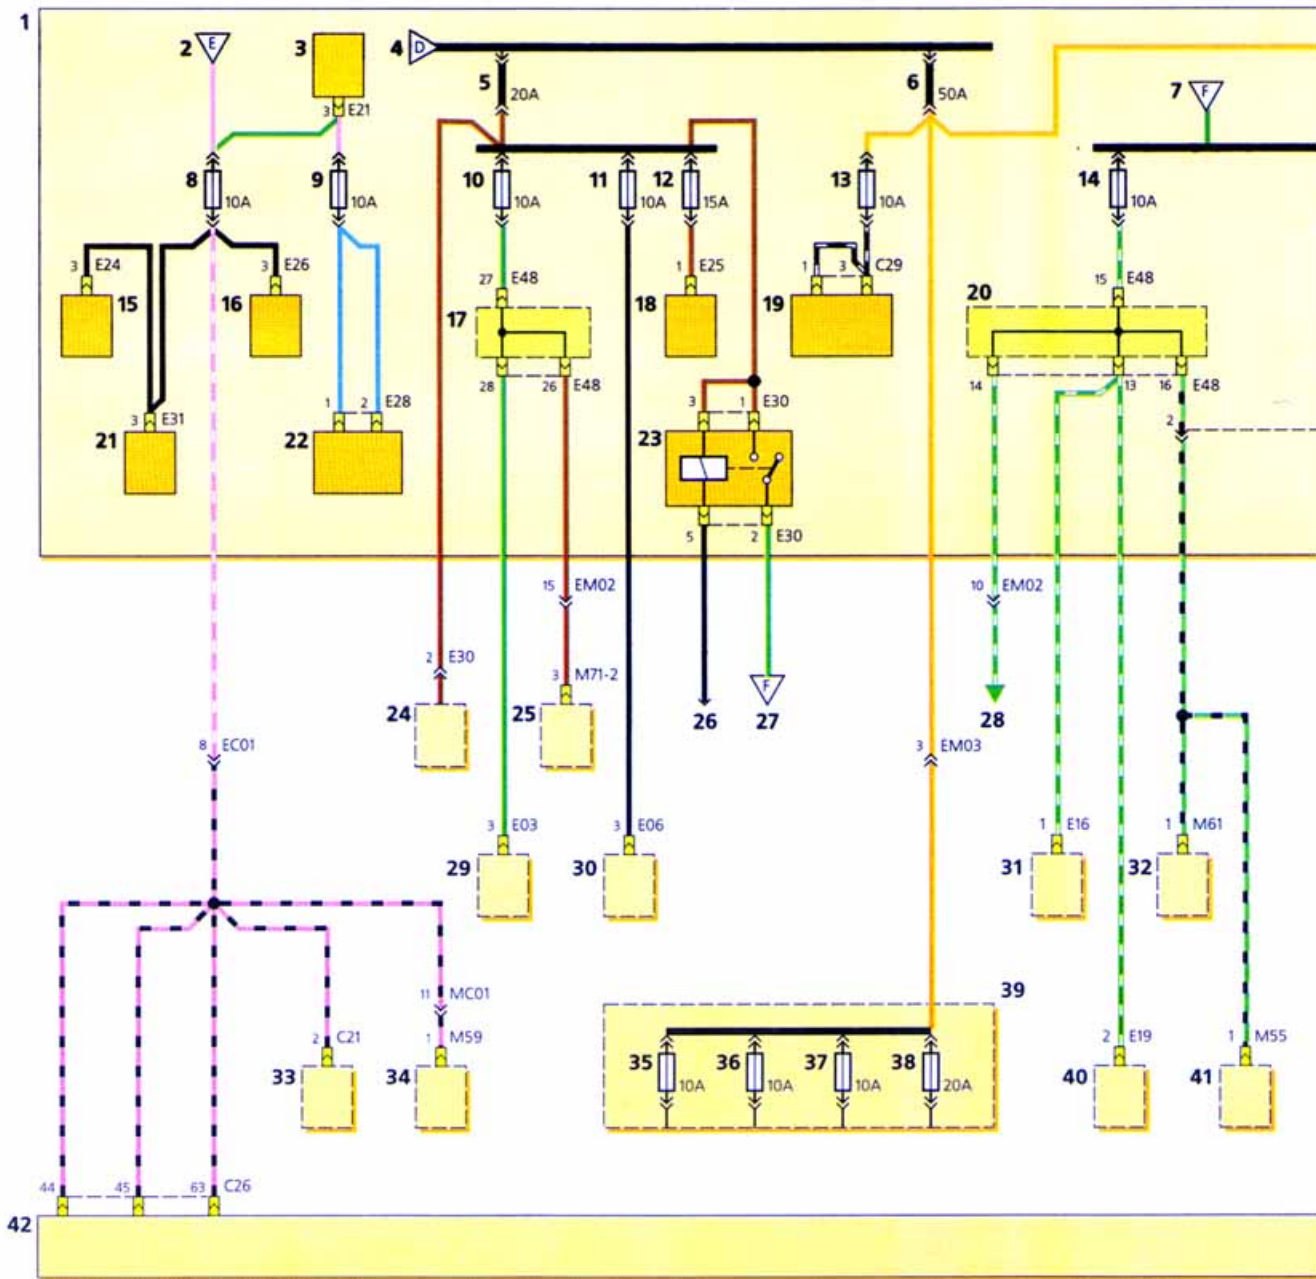 1
2 E
3
4 D
5
20A
6
50A
7 F
3 E21
8
10A
9
10A
10
10A
11
10A
12
15A
13
10A
14
10A
3 E24
3 E26
27 E48
1 E25
1 3 C29
15 E48
15
16
17
18
19
20
28 26 E48
14 13 16 E48
3 E31
1 2 E28
3 1 E30
2
21
22
23
5 2 E30
15 EM02
10 EM02
2 E30
3 M71-2
F
24
25
26
27
28
8 EC01
3 EM03
3 E03
3 E06
1 E16
1 M61
29
30
31
32
11 MC01
39
2 C21
1 M59
2 E19
1 M55
33
34
35
10A
36
10A
37
10A
38
20A
40
41
44 45 63 C26
42